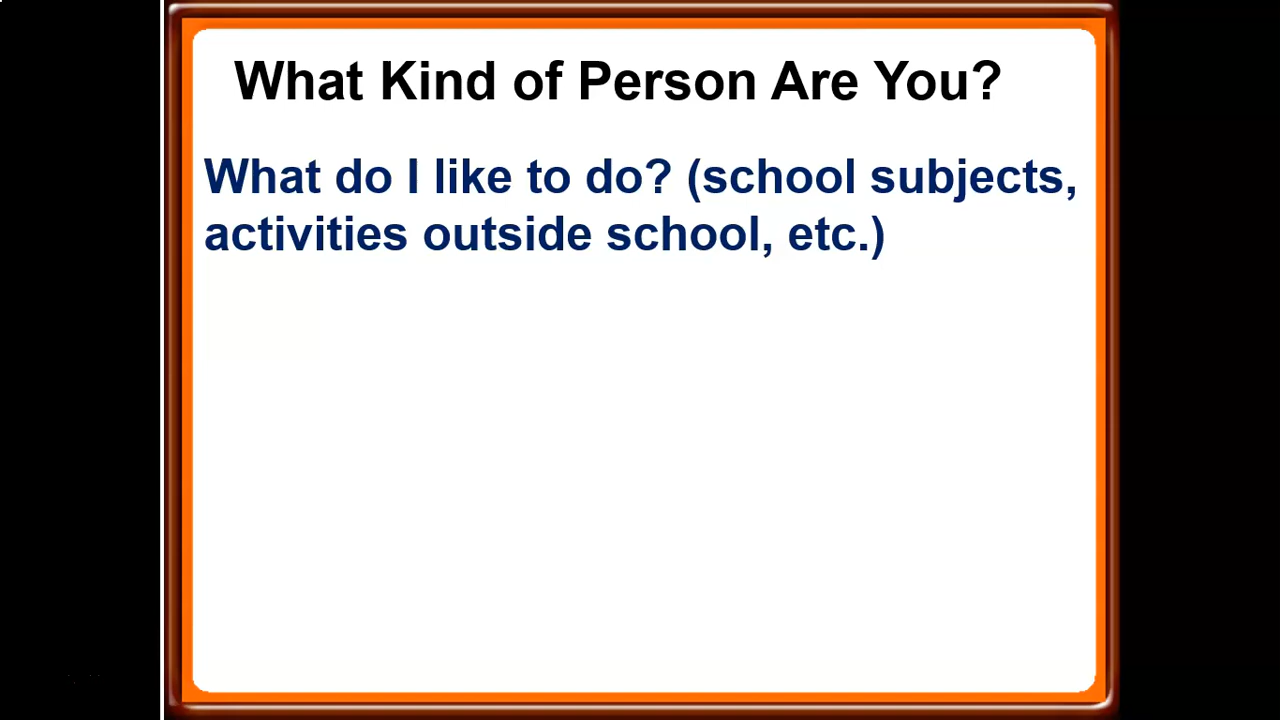 What Kind of Person Are You?
What do I like to do? (school subjects,
activities outside school, etc.)